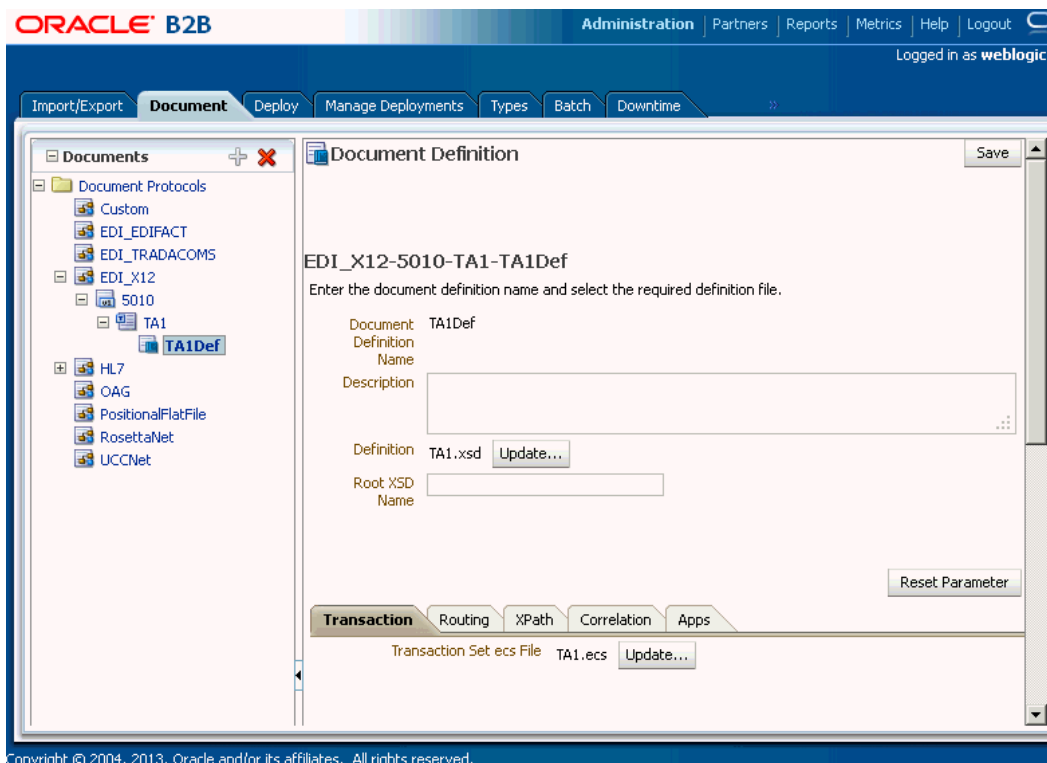 ORACLE B2B
Administration | Partners | Reports | Metrics | Help | Logout
Logged in as weblogic
Import/Export Document Deploy Manage Deployments Types Batch Downtime
Documents
Document Protocols
Custom
EDI_EDIFACT
EDI_TRADACOMS
EDI_X12
5010
TA1
TA1Def
HL7
OAG
PositionalFlatFile
RosettaNet
UCCNet
Document Definition
Save
EDI_X12-5010-TA1-TA1Def
Enter the document definition name and select the required definition file.
Document Definition Name TA1Def
Description
Definition TA1.xsd Update...
Root XSD Name
Reset Parameter
Transaction Routing XPath Correlation Apps
Transaction Set ecs File TA1.ecs Update...
Copyright © 2004, 2013, Oracle and/or its affiliates. All rights reserved.